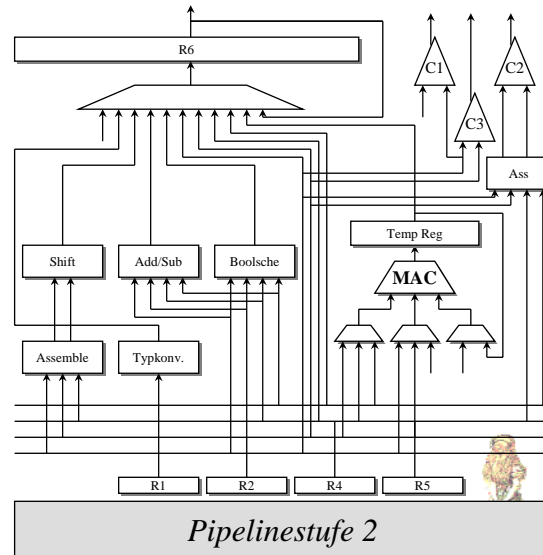 R6
C1
C2
C3
Ass
Temp Reg
Shift
Add/Sub
Boolsche
MAC
Assemble
Typkonv.
R1
R2
R4
R5
Pipelinestufe 2